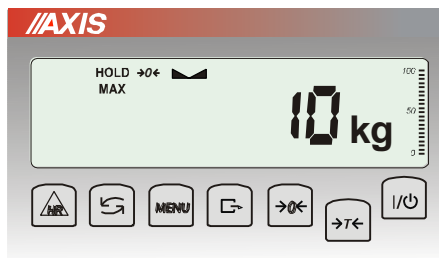 AXIS
HOLD →0←
MAX
10 kg
100
50
0
HR
MENU
→0←
→T←
I/⏻